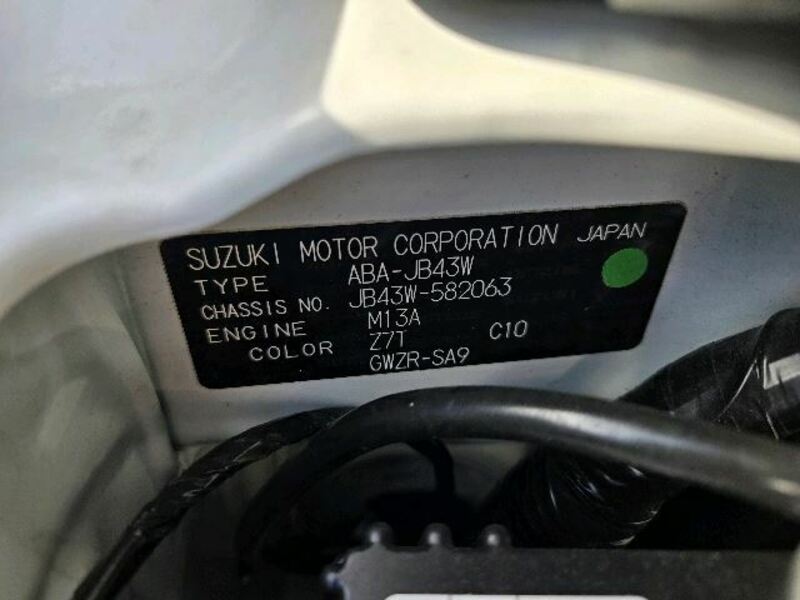 SUZUKI MOTOR CORPORATION JAPAN
TYPE ABA-JB43W
CHASSIS NO. JB43W-582063
ENGINE M13A
COLOR Z7T C10
GWZR-SA9